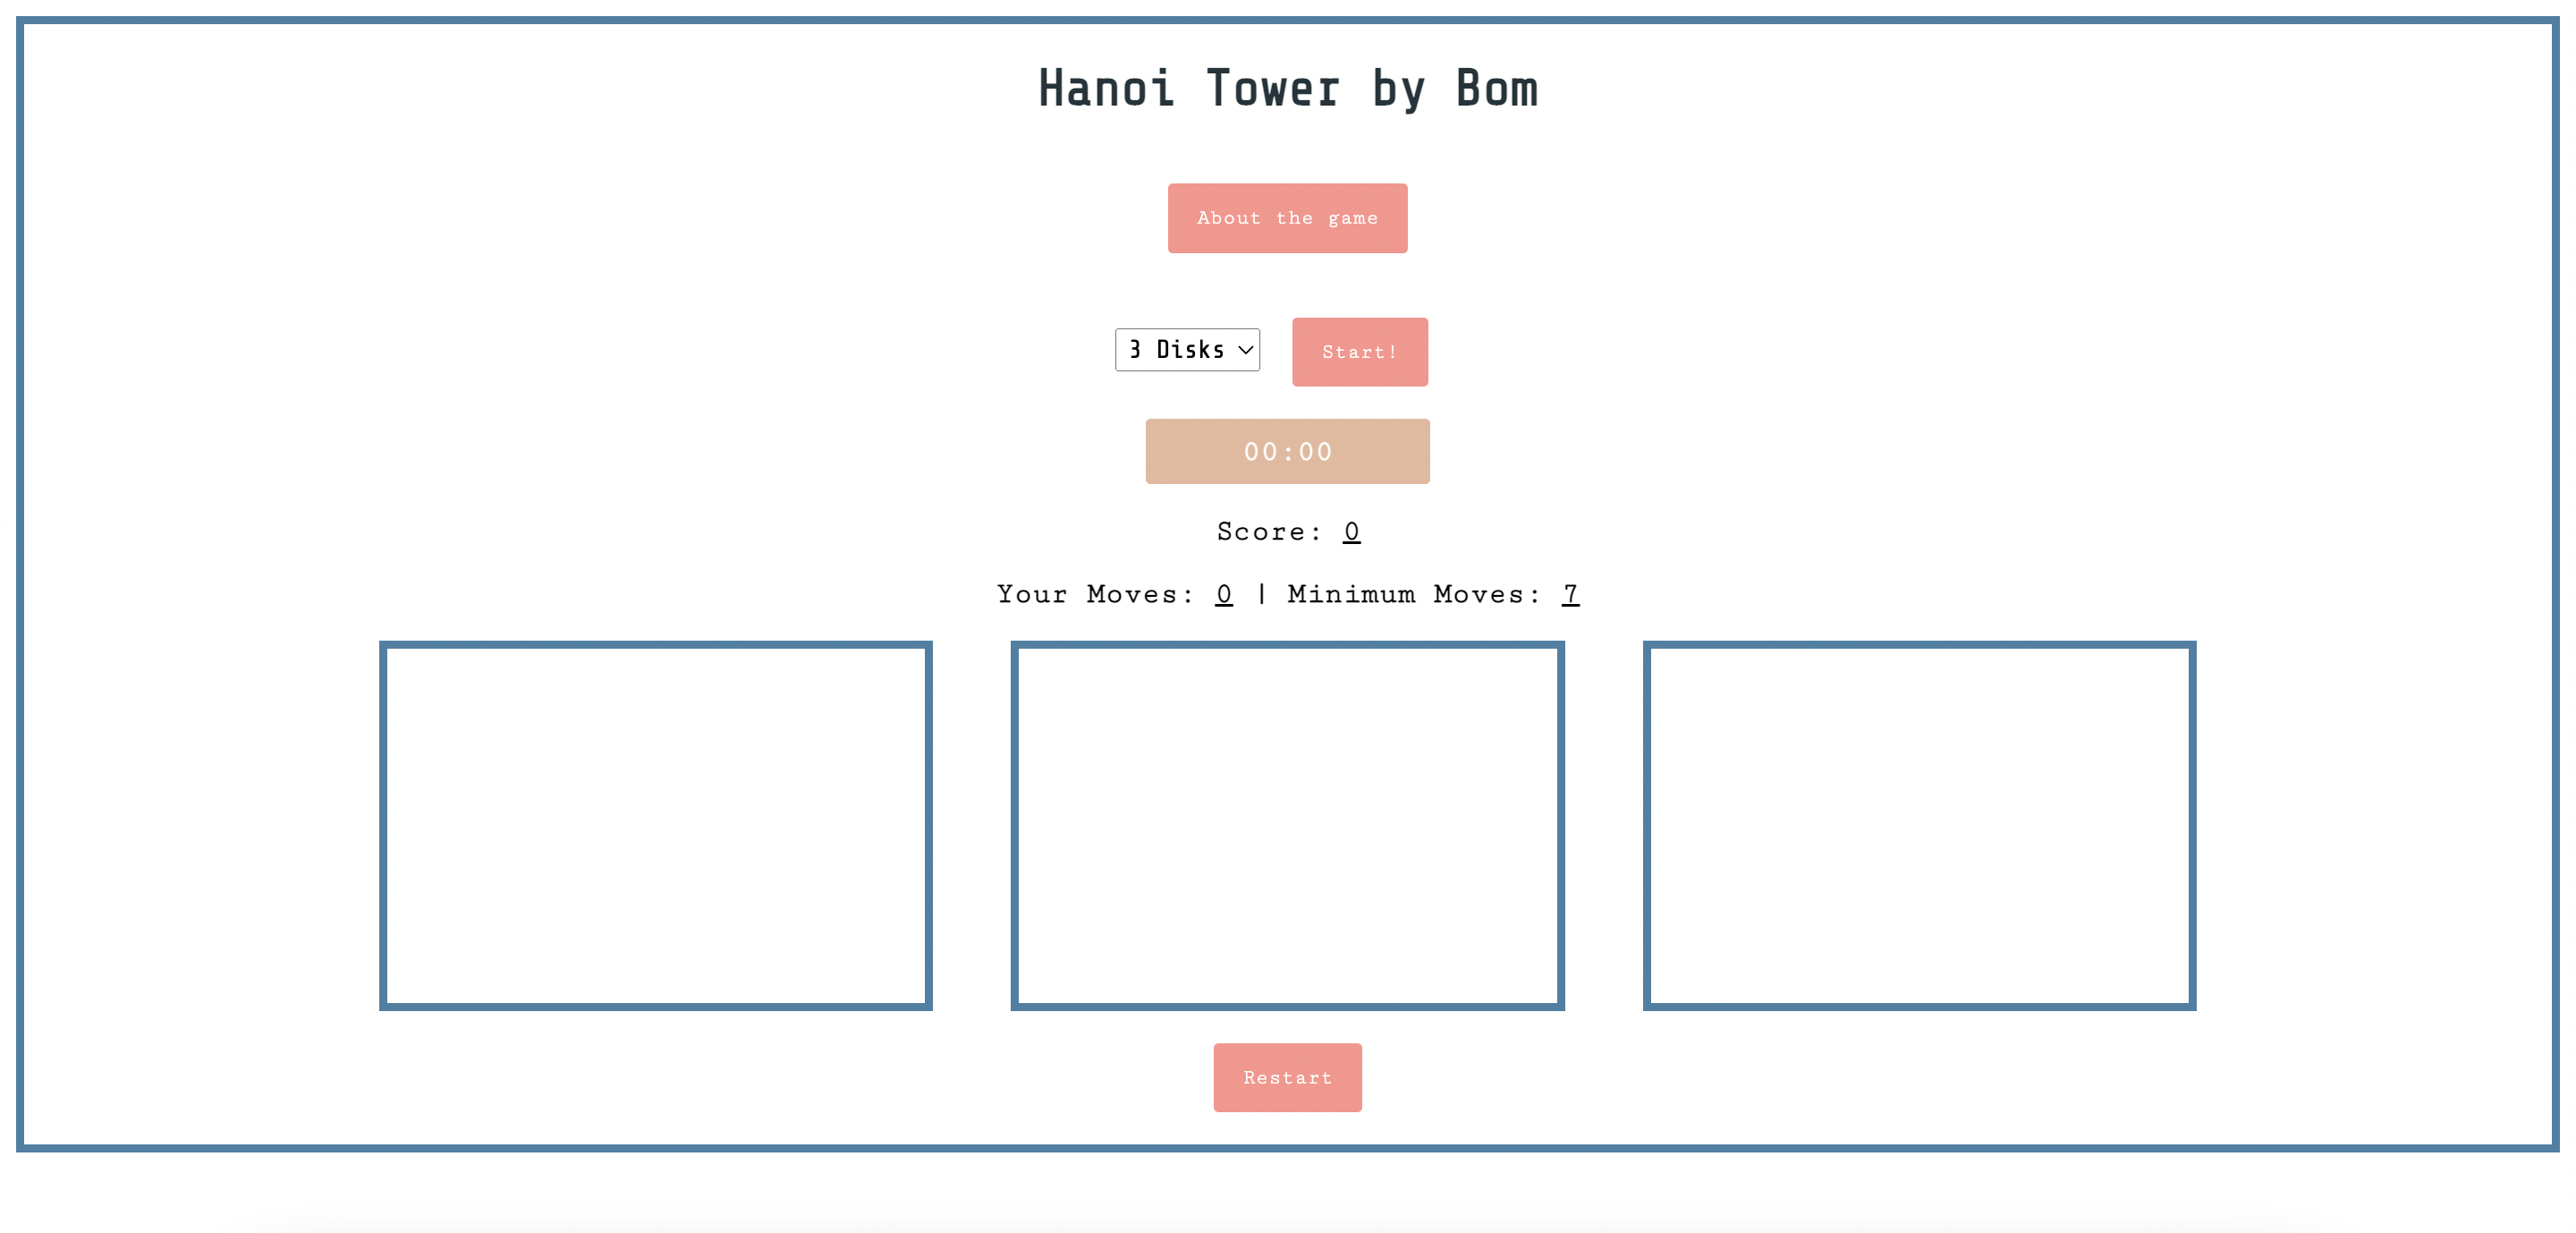 Hanoi Tower by Bom
About the game
3 Disks
Start!
00:00
Score: 0
Your Moves: 0 | Minimum Moves: 7
Restart